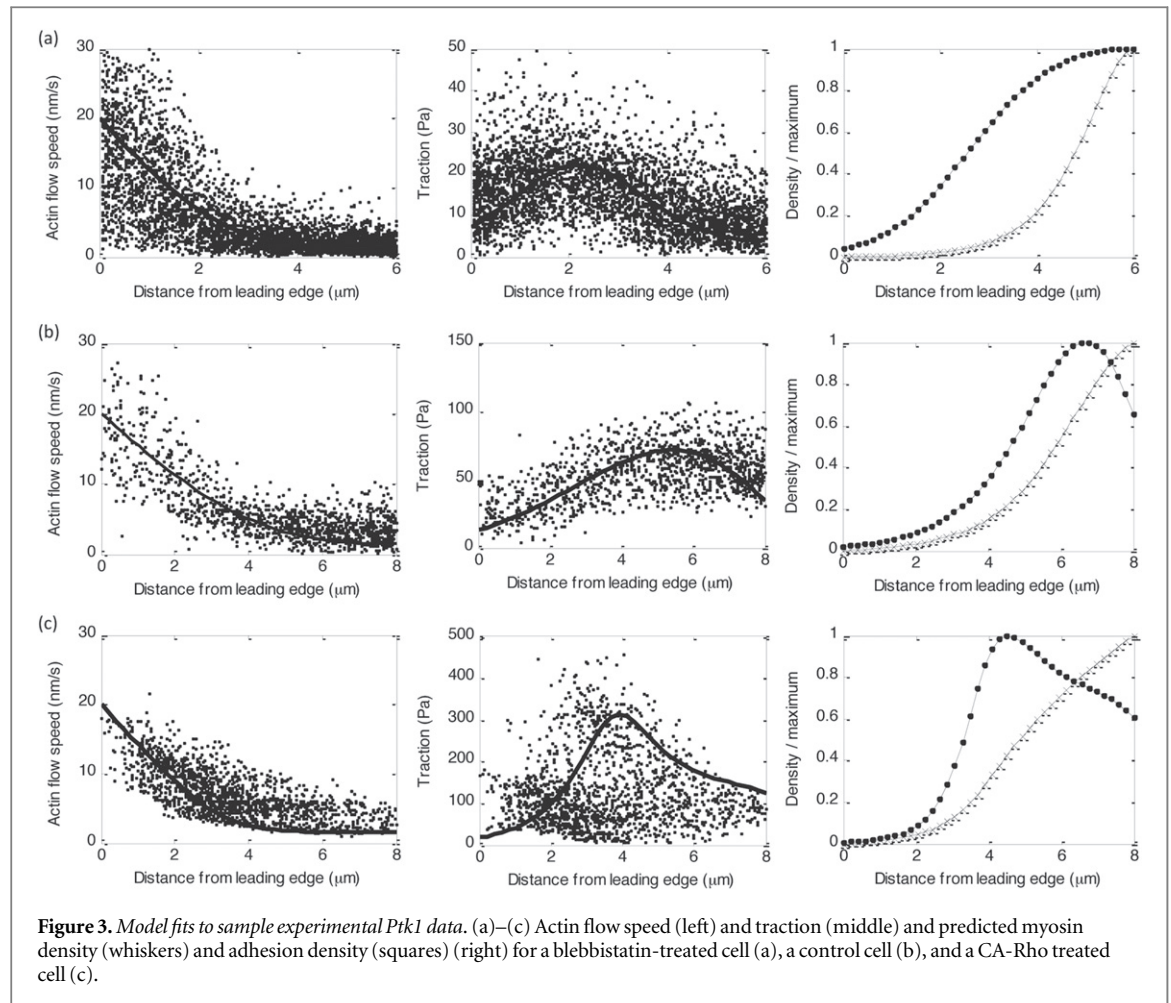 (a)
30
20
10
0
Actin flow speed (nm/s)
0 2 4 6
Distance from leading edge (μm)
50
40
30
20
10
0
Traction (Pa)
0 2 4 6
Distance from leading edge (μm)
1
0.8
0.6
0.4
0.2
0
Density / maximum
0 2 4 6
Distance from leading edge (μm)
(b)
30
20
10
0
Actin flow speed (nm/s)
0 2 4 6 8
Distance from leading edge (μm)
150
100
50
0
Traction (Pa)
0 2 4 6 8
Distance from leading edge (μm)
1
0.8
0.6
0.4
0.2
0
Density / maximum
0 2 4 6 8
Distance from leading edge (μm)
(c)
30
20
10
0
Actin flow speed (nm/s)
0 2 4 6 8
Distance from leading edge (μm)
500
400
300
200
100
0
Traction (Pa)
0 2 4 6 8
Distance from leading edge (μm)
1
0.8
0.6
0.4
0.2
0
Density / maximum
0 2 4 6 8
Distance from leading edge (μm)
Figure 3. Model fits to sample experimental Ptk1 data. (a)–(c) Actin flow speed (left) and traction (middle) and predicted myosin
density (whiskers) and adhesion density (squares) (right) for a blebbistatin-treated cell (a), a control cell (b), and a CA-Rho treated
cell (c).